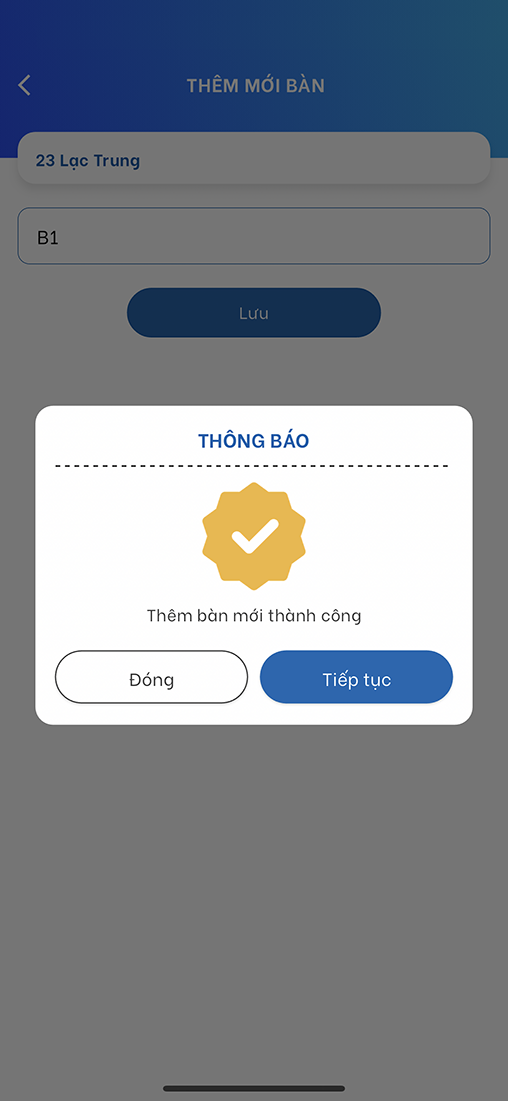 THÊM MỚI BÀN
23 Lạc Trung
B1
Lưu
THÔNG BÁO
Thêm bàn mới thành công
Đóng
Tiếp tục